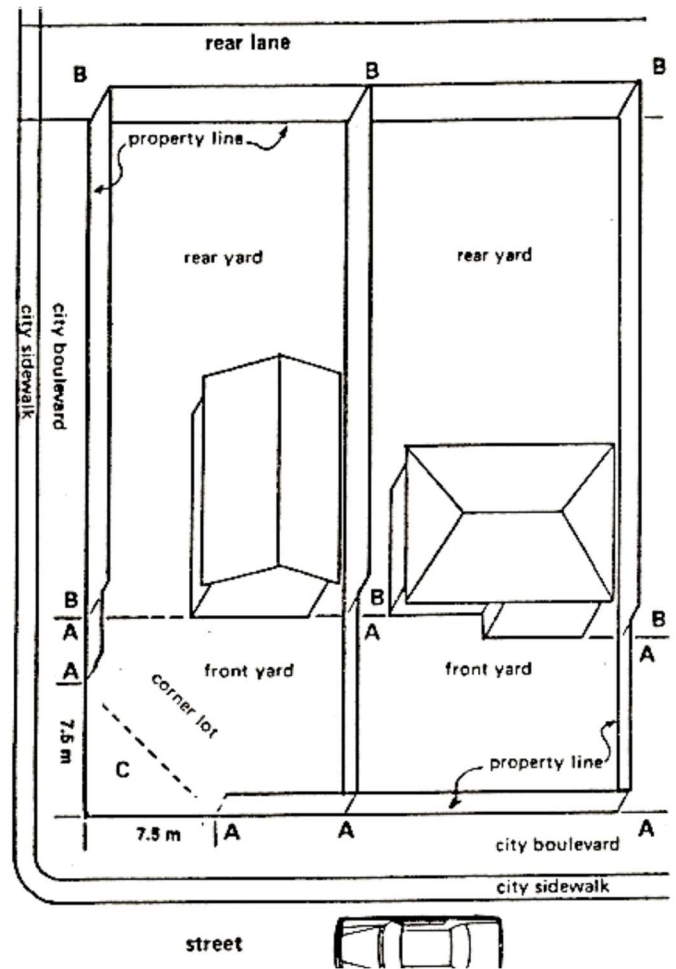 rear lane
B
B
B
property line
rear yard
rear yard
city sidewalk
city boulevard
B
A
B
A
B
A
A
front yard
front yard
corner lot
7.5 m
C
property line
7.5 m
A
A
A
city boulevard
city sidewalk
street